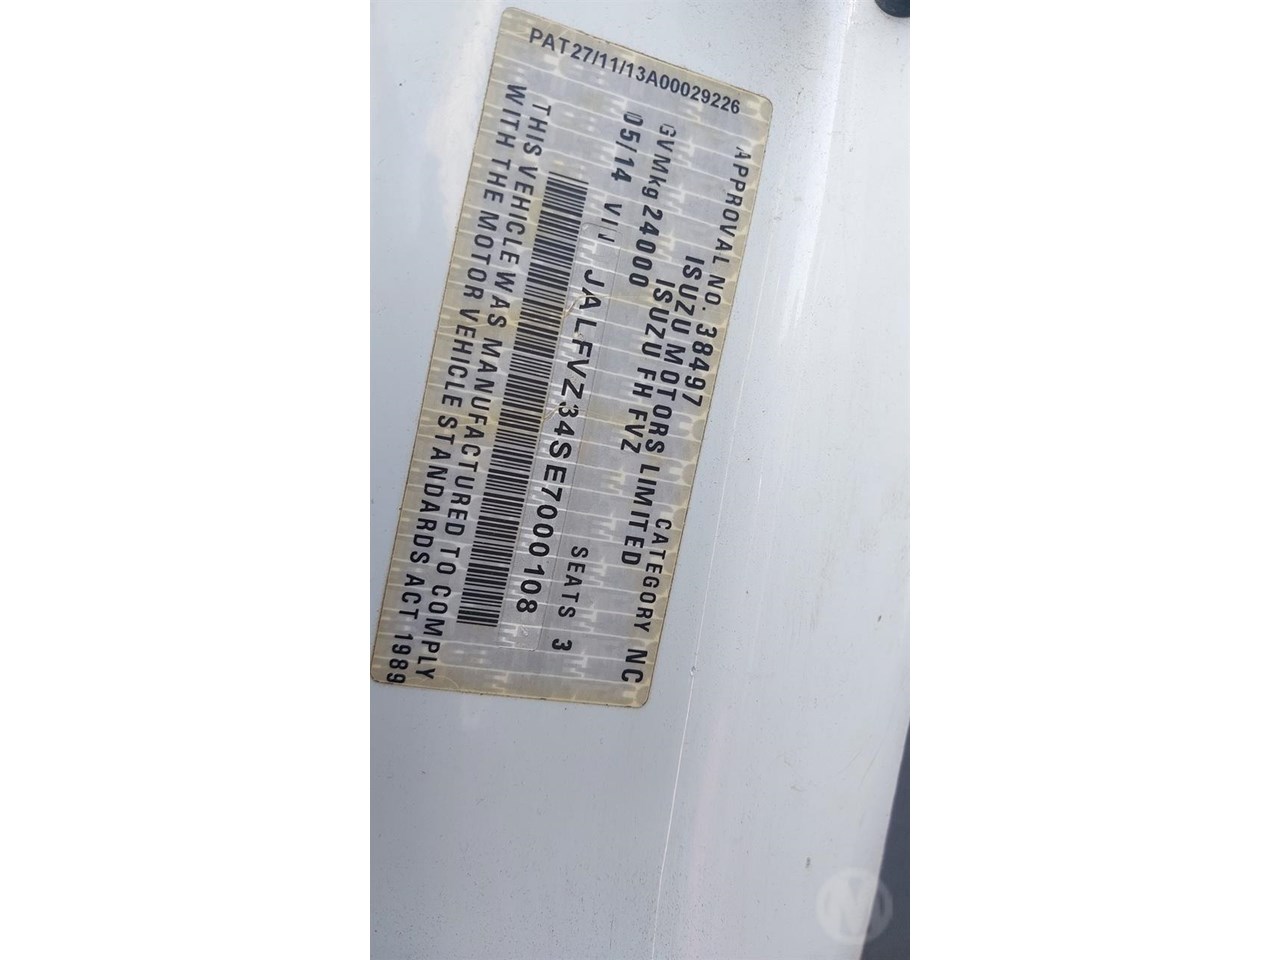 APPROVAL NO. 38497 CATEGORY NC
ISUZU MOTORS LIMITED
ISUZU FH FVZ
GVMkg 24000 SEATS 3
05/14 VIN JALFVZ34SE7000108
THIS VEHICLE WAS MANUFACTURED TO COMPLY
WITH THE MOTOR VEHICLE STANDARDS ACT 1989
PAT27/11/13A00029226
M